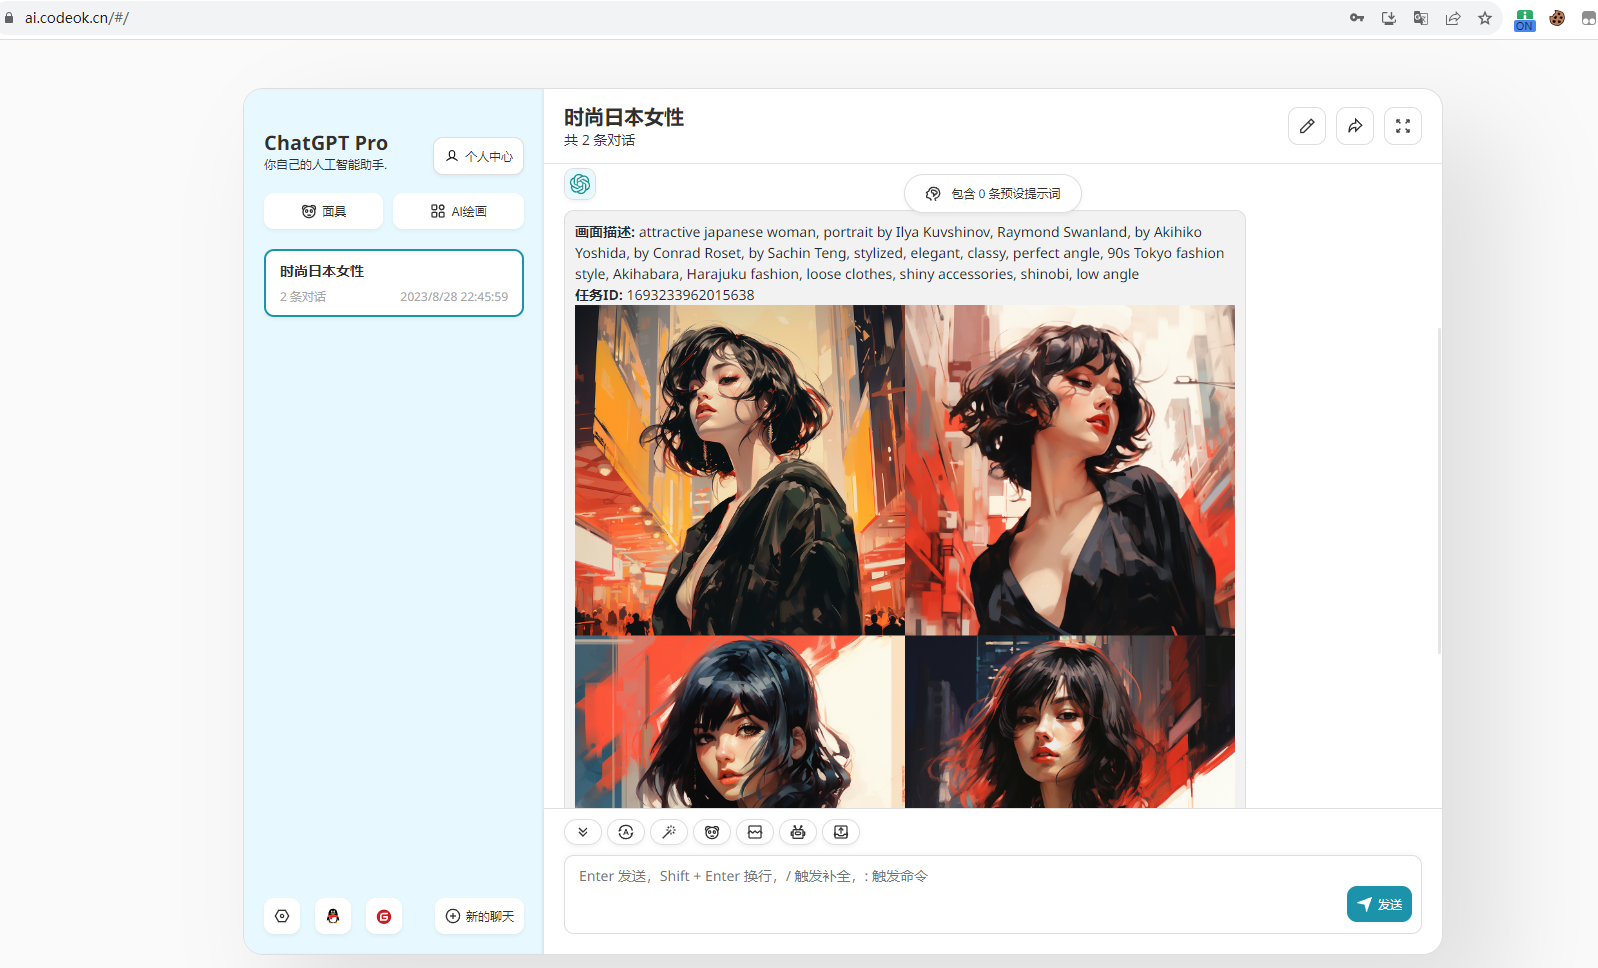 ai.codeok.cn/#/
ON
ChatGPT Pro
你自己的人工智能助手.
个人中心
面具
AI绘画
时尚日本女性
2 条对话
2023/8/28 22:45:59
新的聊天
时尚日本女性
共 2 条对话
包含 0 条预设提示词
画面描述: attractive japanese woman, portrait by Ilya Kuvshinov, Raymond Swanland, by Akihiko
Yoshida, by Conrad Roset, by Sachin Teng, stylized, elegant, classy, perfect angle, 90s Tokyo fashion
style, Akihabara, Harajuku fashion, loose clothes, shiny accessories, shinobi, low angle
任务ID: 1693233962015638
Enter 发送，Shift + Enter 换行，/ 触发补全，: 触发命令
发送